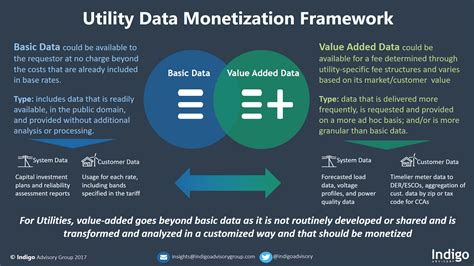 Utility Data Monetization Framework
Basic Data could be available
to the requestor at no charge beyond
the costs that are already included
in base rates.
Type: includes data that is readily
available, in the public domain,
and provided without additional
analysis or processing.
System Data
Customer Data
Capital investment
plans and reliability
assessment reports
Usage for each rate,
including bands
specified in the tariff
Basic Data
Value Added Data
Value Added Data could be
available for a fee determined through
utility-specific fee structures and varies
based on its market/customer value
Type: data that is delivered more
frequently, is requested and provided
on a more ad hoc basis; and/or is more
granular than basic data.
System Data
Customer Data
Forecasted load
data, voltage
profiles, and power
quality data
Timelier meter data to
DER/ESCOs, aggregation of
cost. data by zip or tax
code for CCAs
For Utilities, value-added goes beyond basic data as it is not routinely developed or shared and is
transformed and analyzed in a customized way and that should be monetized
© Indigo Advisory Group 2017
insights@indigoadvisorygroup.com
@indigoadvisory
Indigo
ADVISORY GROUP